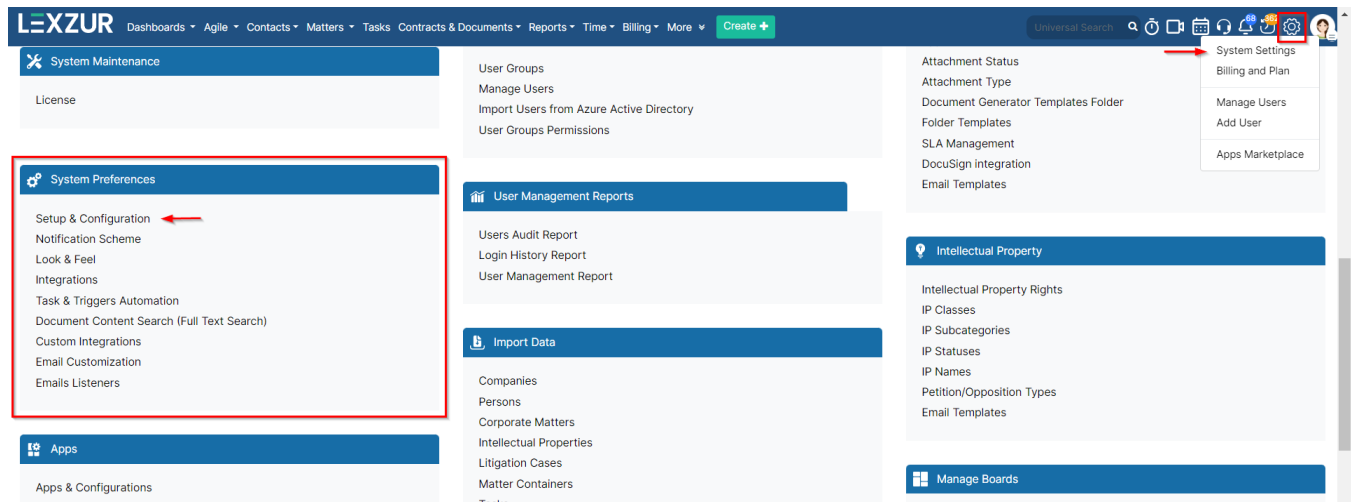 LEXZUR Dashboards Agile Contacts Matters Tasks Contracts & Documents Reports Time Billing More Create + Universal Search 68
System Settings
Billing and Plan
Manage Users
Add User
Apps Marketplace
System Maintenance
License
System Preferences
Setup & Configuration
Notification Scheme
Look & Feel
Integrations
Task & Triggers Automation
Document Content Search (Full Text Search)
Custom Integrations
Email Customization
Emails Listeners
Apps
Apps & Configurations
User Groups
Manage Users
Import Users from Azure Active Directory
User Groups Permissions
User Management Reports
Users Audit Report
Login History Report
User Management Report
Import Data
Companies
Persons
Corporate Matters
Intellectual Properties
Litigation Cases
Matter Containers
Attachment Status
Attachment Type
Document Generator Templates Folder
Folder Templates
SLA Management
DocuSign integration
Email Templates
Intellectual Property
Intellectual Property Rights
IP Classes
IP Subcategories
IP Statuses
IP Names
Petition/Opposition Types
Email Templates
Manage Boards